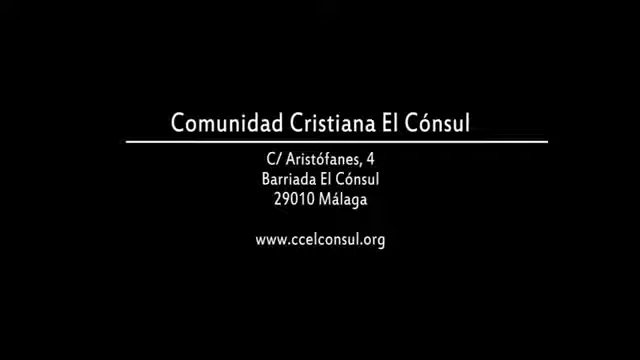 Comunidad Cristiana El Cónsul
C/ Aristófanes, 4
Barriada El Cónsul
29010 Málaga
www.ccelconsul.org